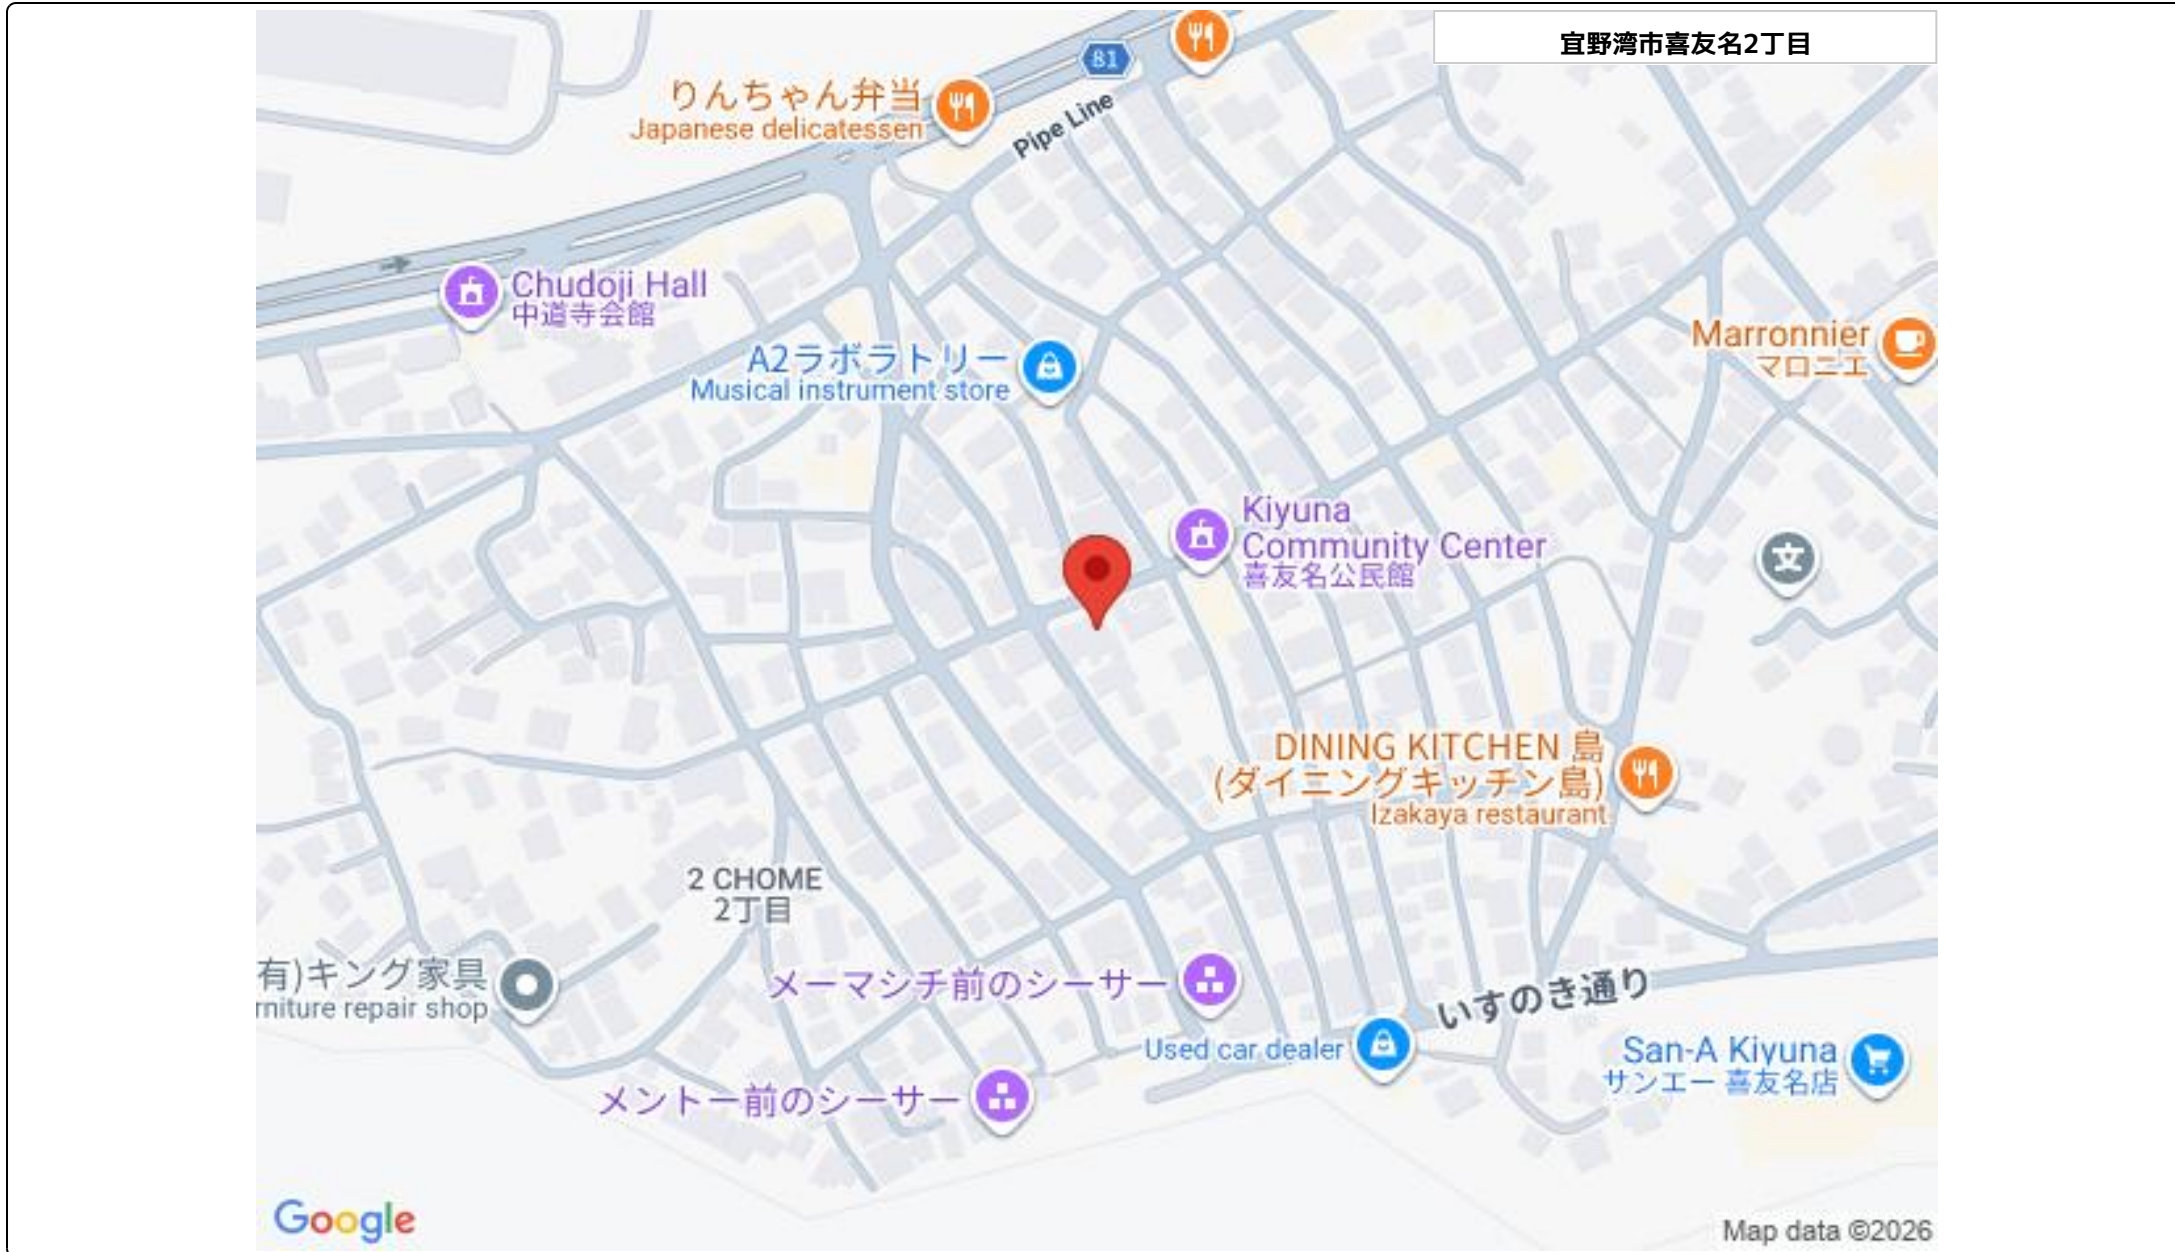 宜野湾市喜友名2丁目
81
りんちゃん弁当
Japanese delicatessen
Pipe Line
Chudoji Hall
中道寺会館
A2ラボラトリー
Musical instrument store
Marronnier
マロニエ
Kiyuna
Community Center
喜友名公民館
文
DINING KITCHEN 島
(ダイニングキッチン島)
Izakaya restaurant
2 CHOME
2丁目
有)キング家具
rniture repair shop
メーマシチ前のシーサー
いすのき通り
Used car dealer
San-A Kiyuna
サンエー 喜友名店
メントー前のシーサー
Google
Map data ©2026